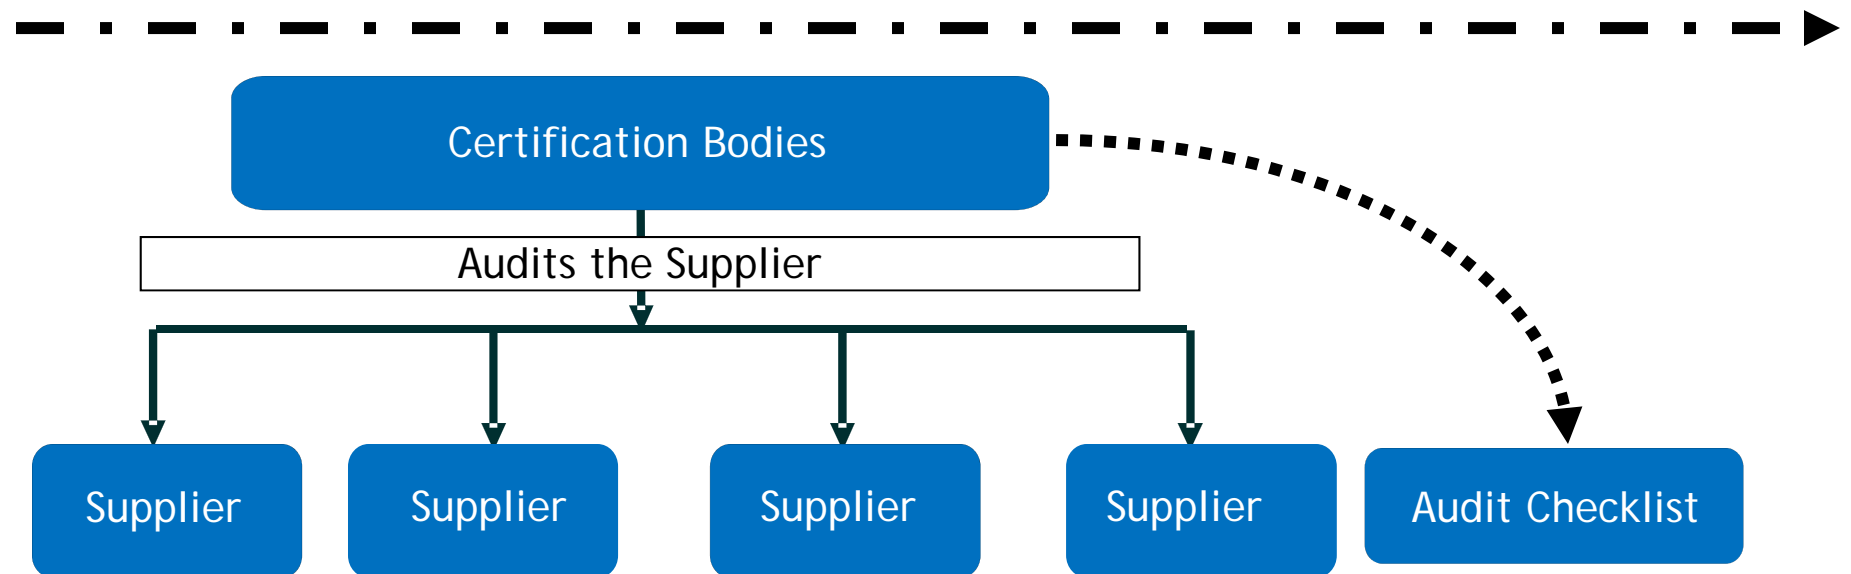 Certification Bodies
Audits the Supplier
Supplier
Supplier
Supplier
Supplier
Audit Checklist